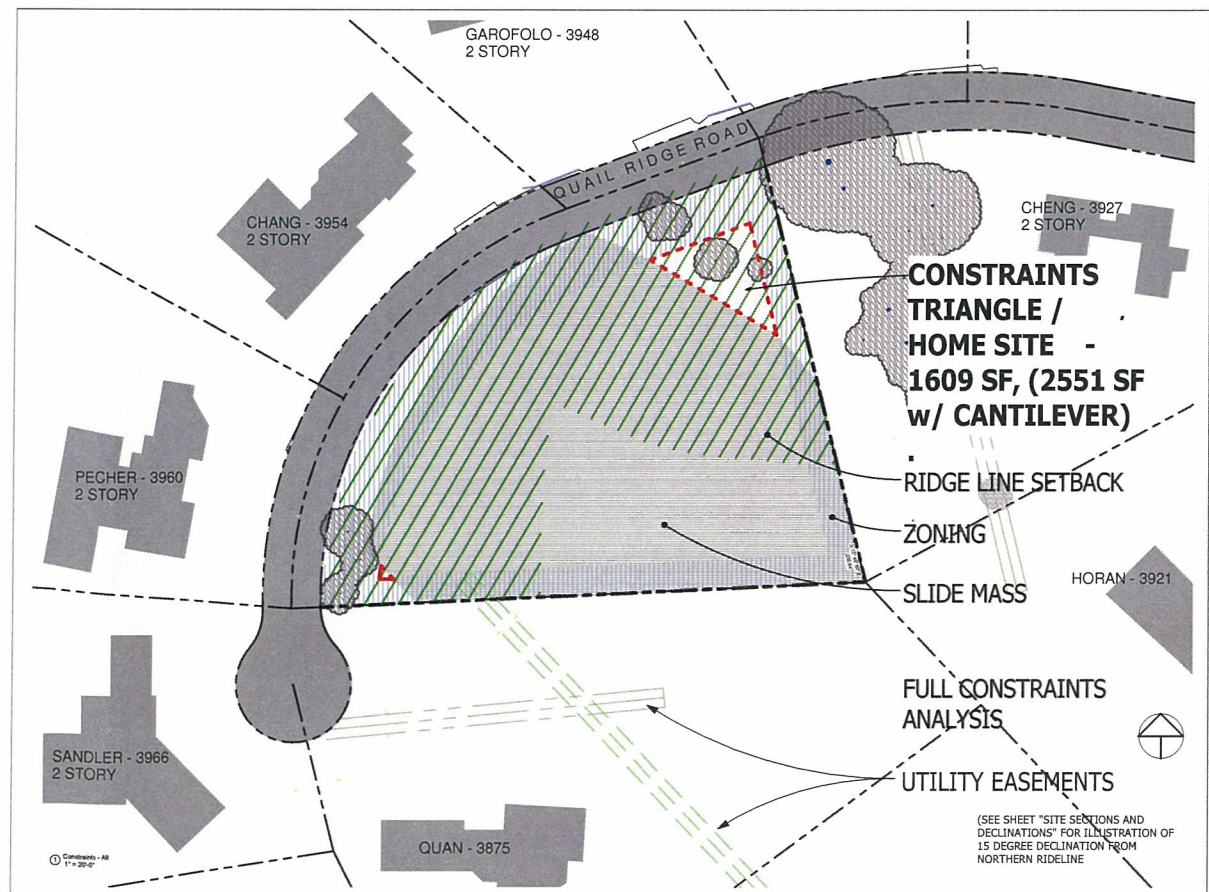 GAROFOLO - 3948
2 STORY
QUAIL RIDGE ROAD
CHANG - 3954
2 STORY
CHENG - 3927
2 STORY
CONSTRAINTS
TRIANGLE /
HOME SITE -
1609 SF, (2551 SF
w/ CANTILEVER)
PECHER - 3960
2 STORY
RIDGE LINE SETBACK
ZONING
SLIDE MASS
HORAN - 3921
FULL CONSTRAINTS
ANALYSIS
SANDLER - 3966
2 STORY
UTILITY EASEMENTS
QUAN - 3875
(SEE SHEET "SITE SECTIONS AND
DECLINATIONS" FOR ILLUSTRATION OF
15 DEGREE DECLINATION FROM
NORTHERN RIDELINE
1 Constraints - All
1" = 20'-0"